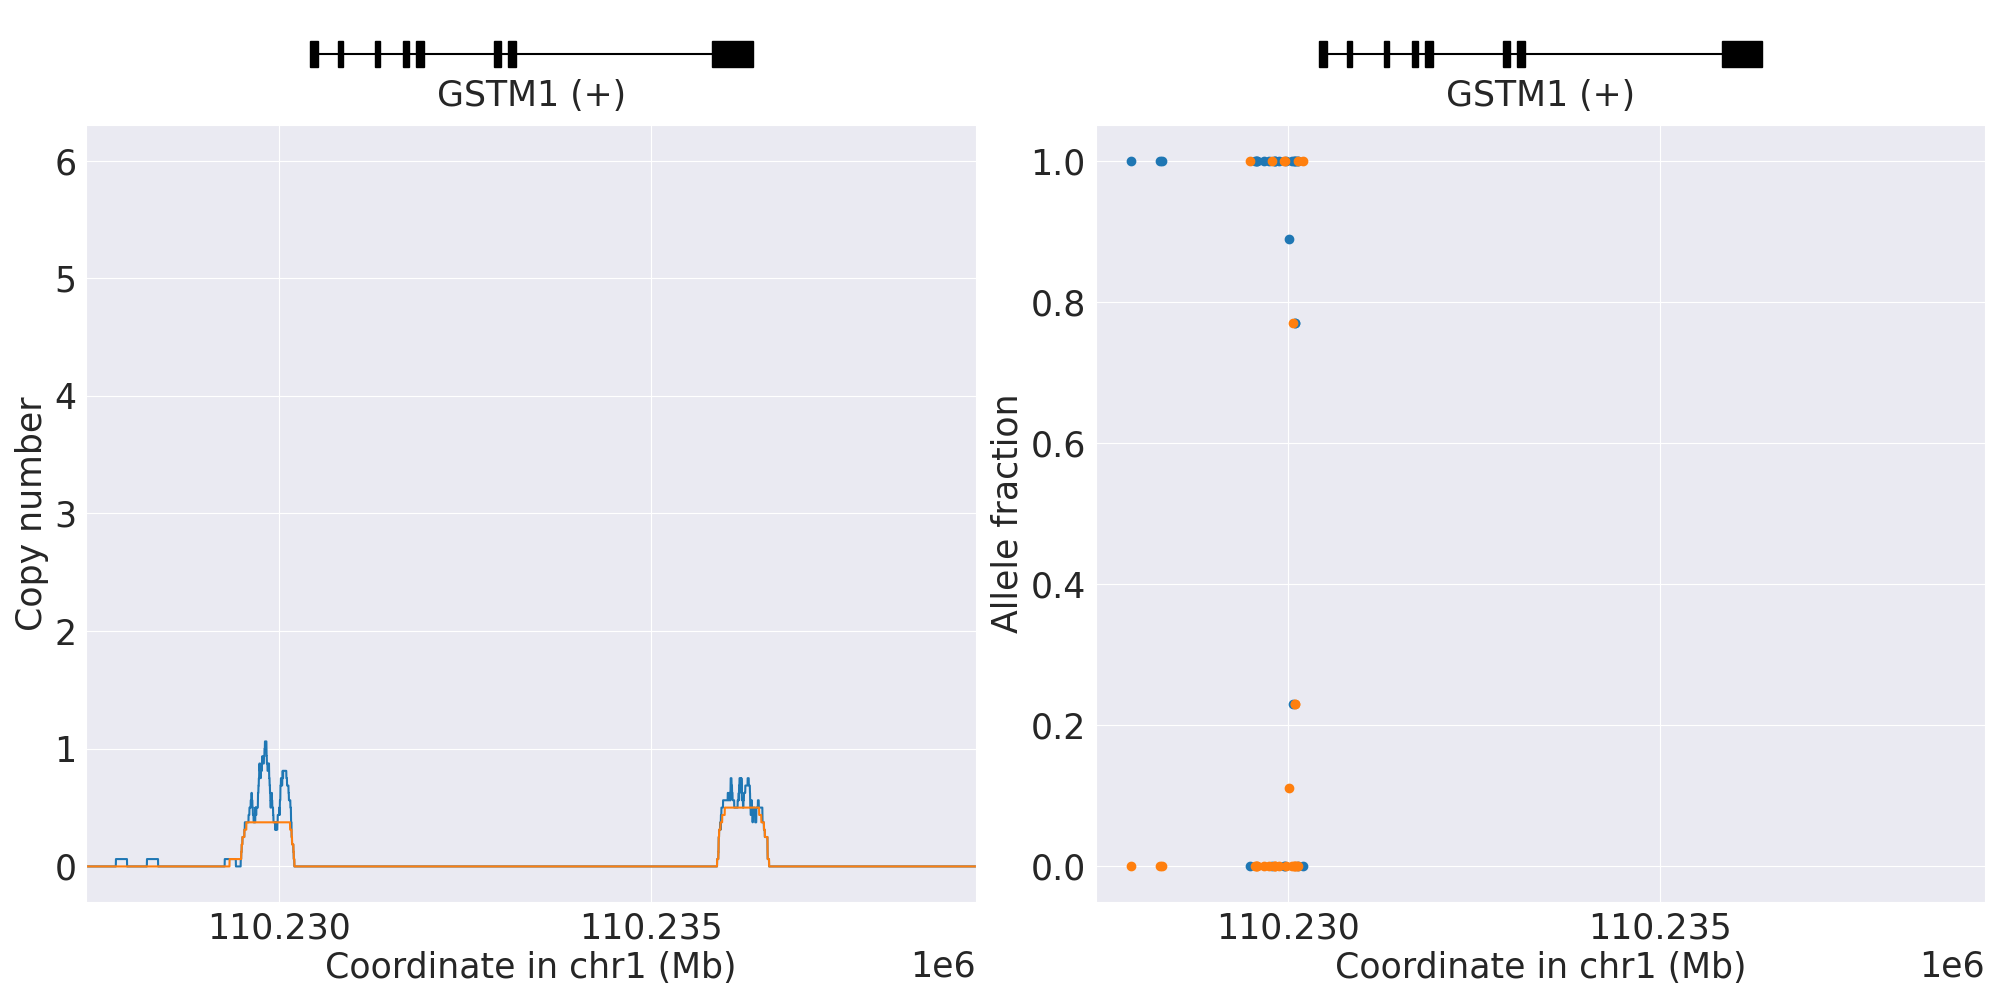 GSTM1 (+)
6
5
4
3
2
1
0
Copy number
110.230
110.235
Coordinate in chr1 (Mb)
1e6
GSTM1 (+)
1.0
0.8
0.6
0.4
0.2
0.0
Allele fraction
110.230
110.235
Coordinate in chr1 (Mb)
1e6